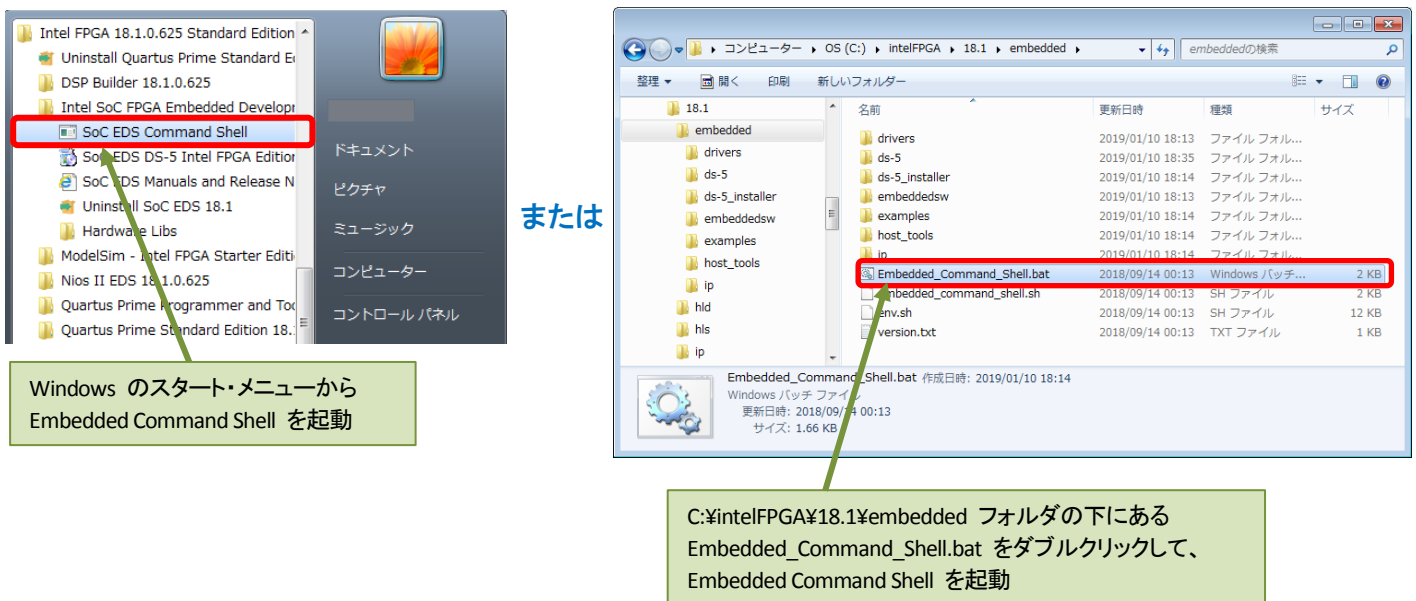 Intel FPGA 18.1.0.625 Standard Edition
Uninstall Quartus Prime Standard Ed
DSP Builder 18.1.0.625
Intel SoC FPGA Embedded Developm
SoC EDS Command Shell
SoC EDS DS-5 Intel FPGA Edition
SoC EDS Manuals and Release N
Uninstall SoC EDS 18.1
Hardware Libs
ModelSim - Intel FPGA Starter Editi
Nios II EDS 18.1.0.625
Quartus Prime Programmer and Too
Quartus Prime Standard Edition 18.1
ドキュメント
ピクチャ
ミュージック
コンピューター
コントロール パネル
Windows のスタート・メニューから
Embedded Command Shell を起動
または
コンピューター ▸ OS (C:) ▸ intelFPGA ▸ 18.1 ▸ embedded ▸
embeddedの検索
整理 開く 印刷 新しいフォルダー
18.1
embedded
drivers
ds-5
ds-5_installer
embeddedsw
examples
host_tools
ip
hld
hls
ip
名前 更新日時 種類 サイズ
drivers 2019/01/10 18:13 ファイル フォル...
ds-5 2019/01/10 18:35 ファイル フォル...
ds-5_installer 2019/01/10 18:14 ファイル フォル...
embeddedsw 2019/01/10 18:13 ファイル フォル...
examples 2019/01/10 18:14 ファイル フォル...
host_tools 2019/01/10 18:14 ファイル フォル...
ip 2019/01/10 18:14 ファイル フォル...
Embedded_Command_Shell.bat 2018/09/14 00:13 Windows バッチ... 2 KB
embedded_command_shell.sh 2018/09/14 00:13 SH ファイル 2 KB
env.sh 2018/09/14 00:13 SH ファイル 12 KB
version.txt 2018/09/14 00:13 TXT ファイル 1 KB
Embedded_Command_Shell.bat 作成日時: 2019/01/10 18:14
Windows バッチ ファイル
更新日時: 2018/09/14 00:13
サイズ: 1.66 KB
C:¥intelFPGA¥18.1¥embedded フォルダの下にある
Embedded_Command_Shell.bat をダブルクリックして、
Embedded Command Shell を起動